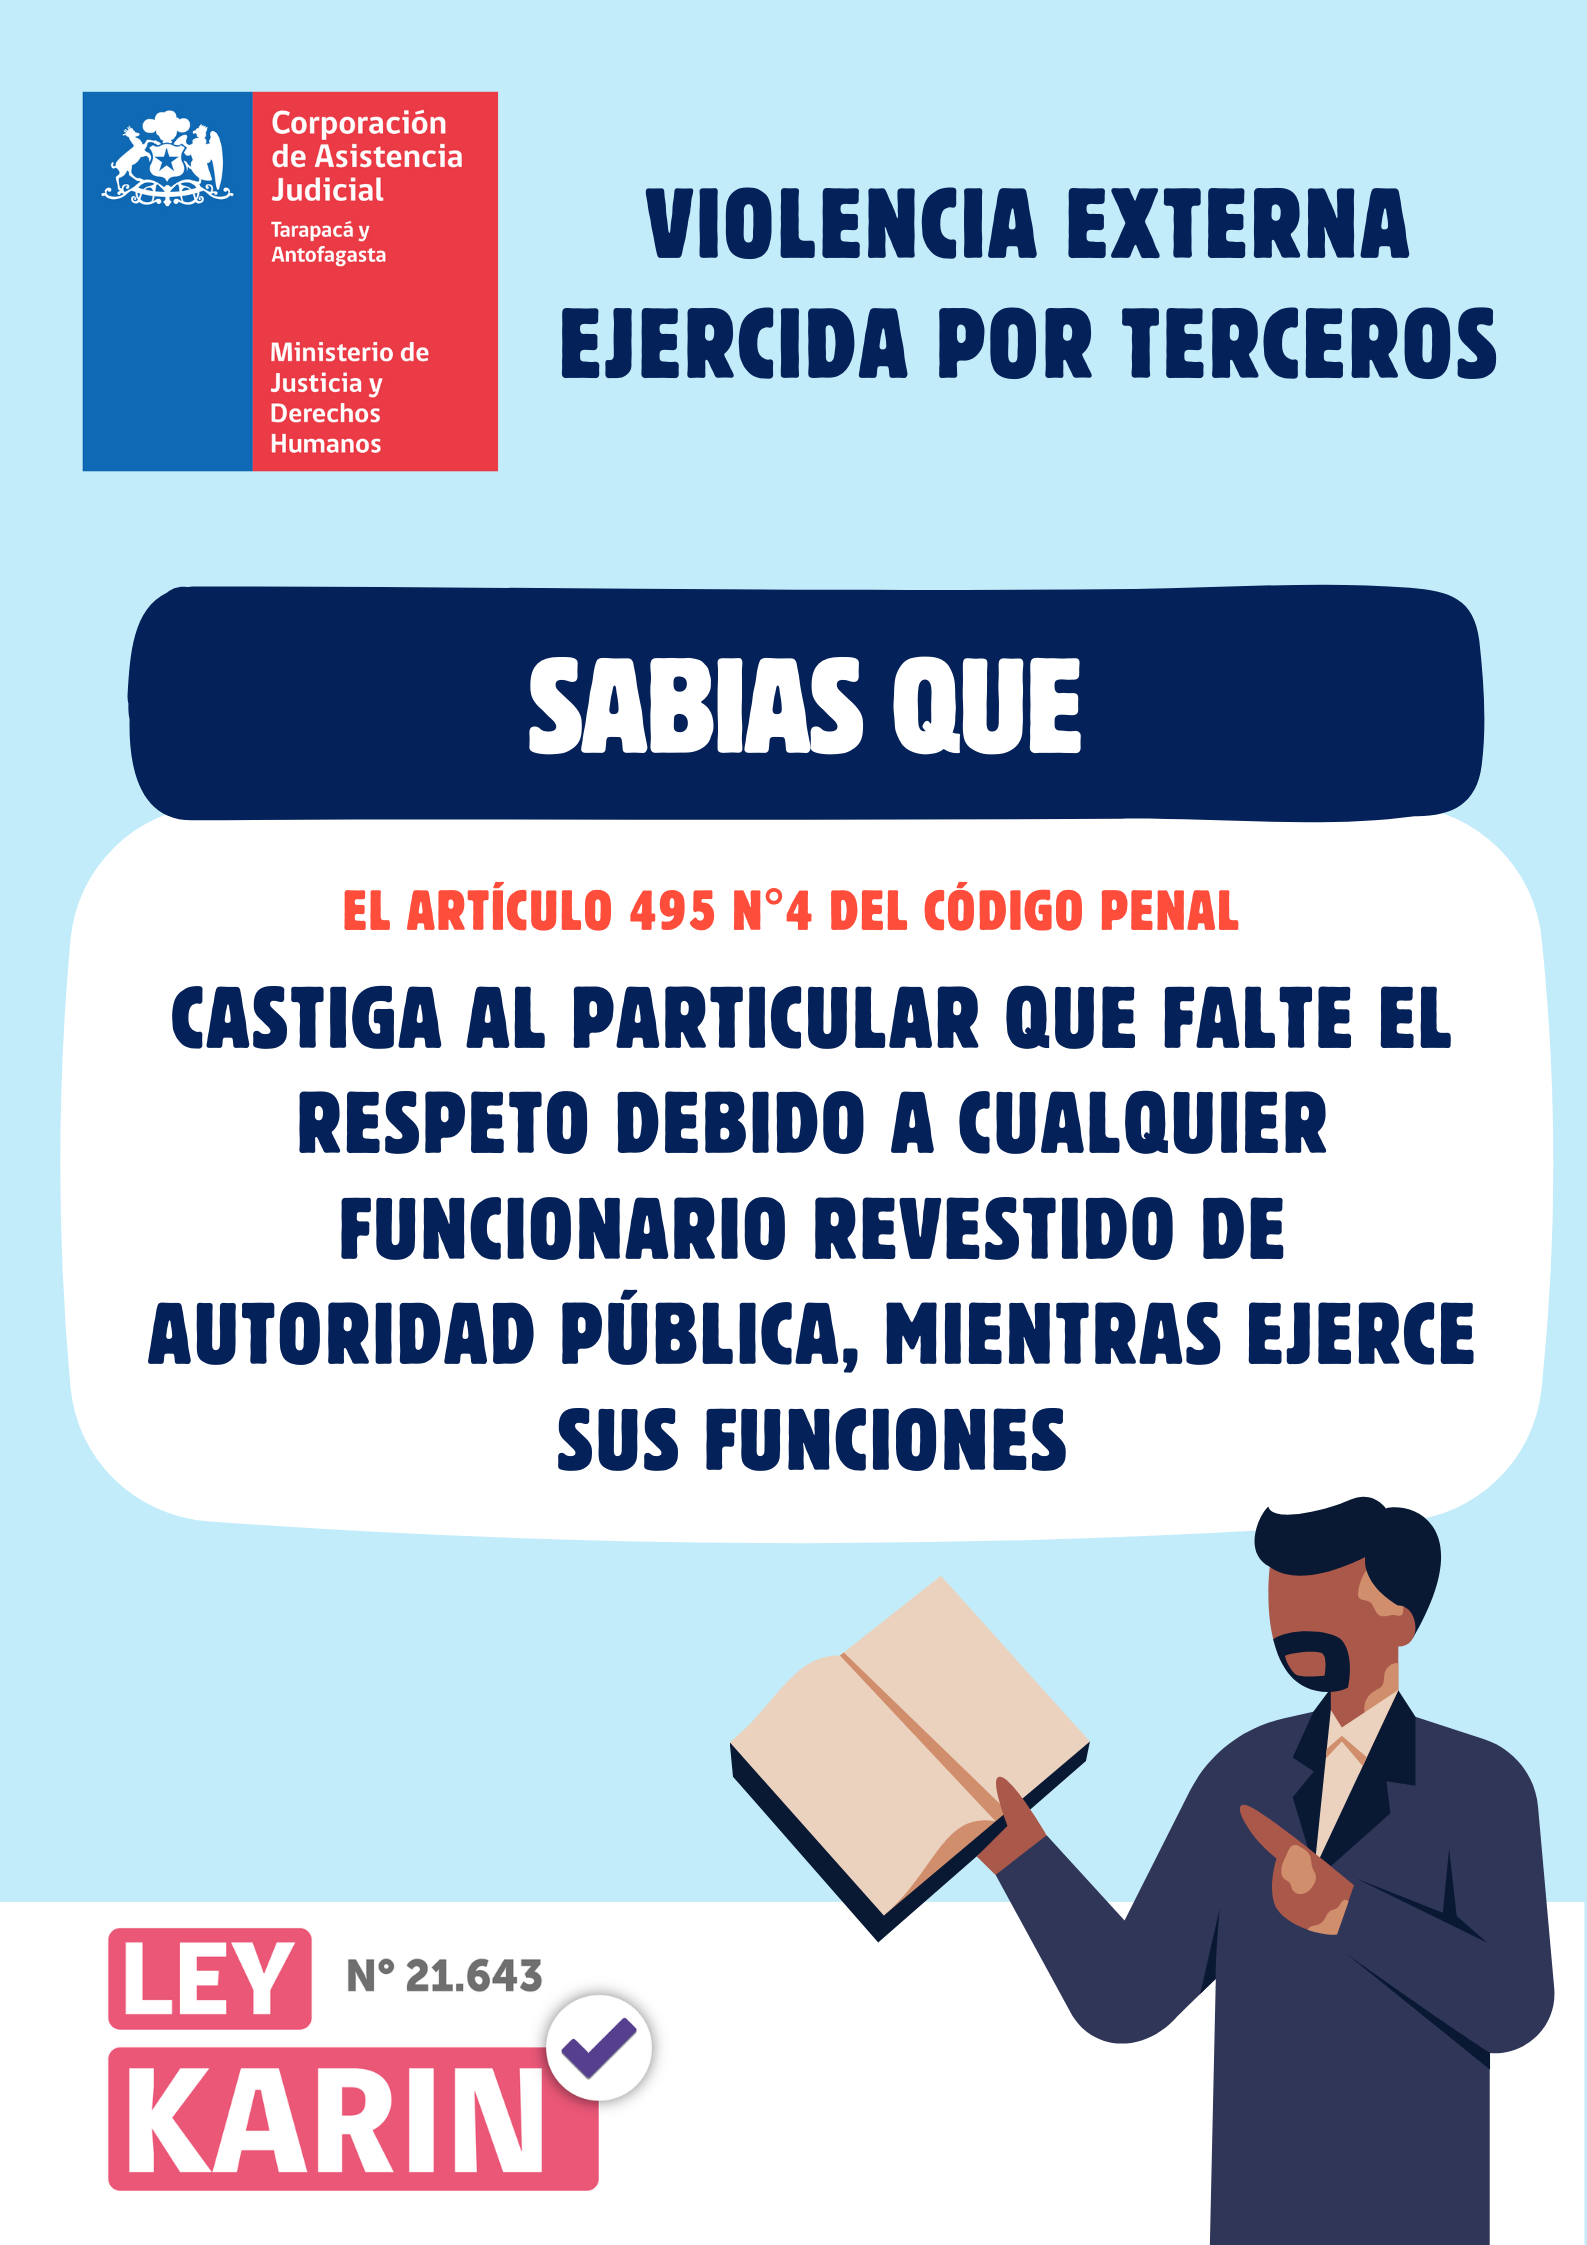 Corporación
de Asistencia
Judicial
Tarapacá y
Antofagasta
Ministerio de
Justicia y
Derechos
Humanos
VIOLENCIA EXTERNA
EJERCIDA POR TERCEROS
SABIAS QUE
EL ARTÍCULO 495 N°4 DEL CÓDIGO PENAL
CASTIGA AL PARTICULAR QUE FALTE EL
RESPETO DEBIDO A CUALQUIER
FUNCIONARIO REVESTIDO DE
AUTORIDAD PÚBLICA, MIENTRAS EJERCE
SUS FUNCIONES
LEY N° 21.643
KARIN